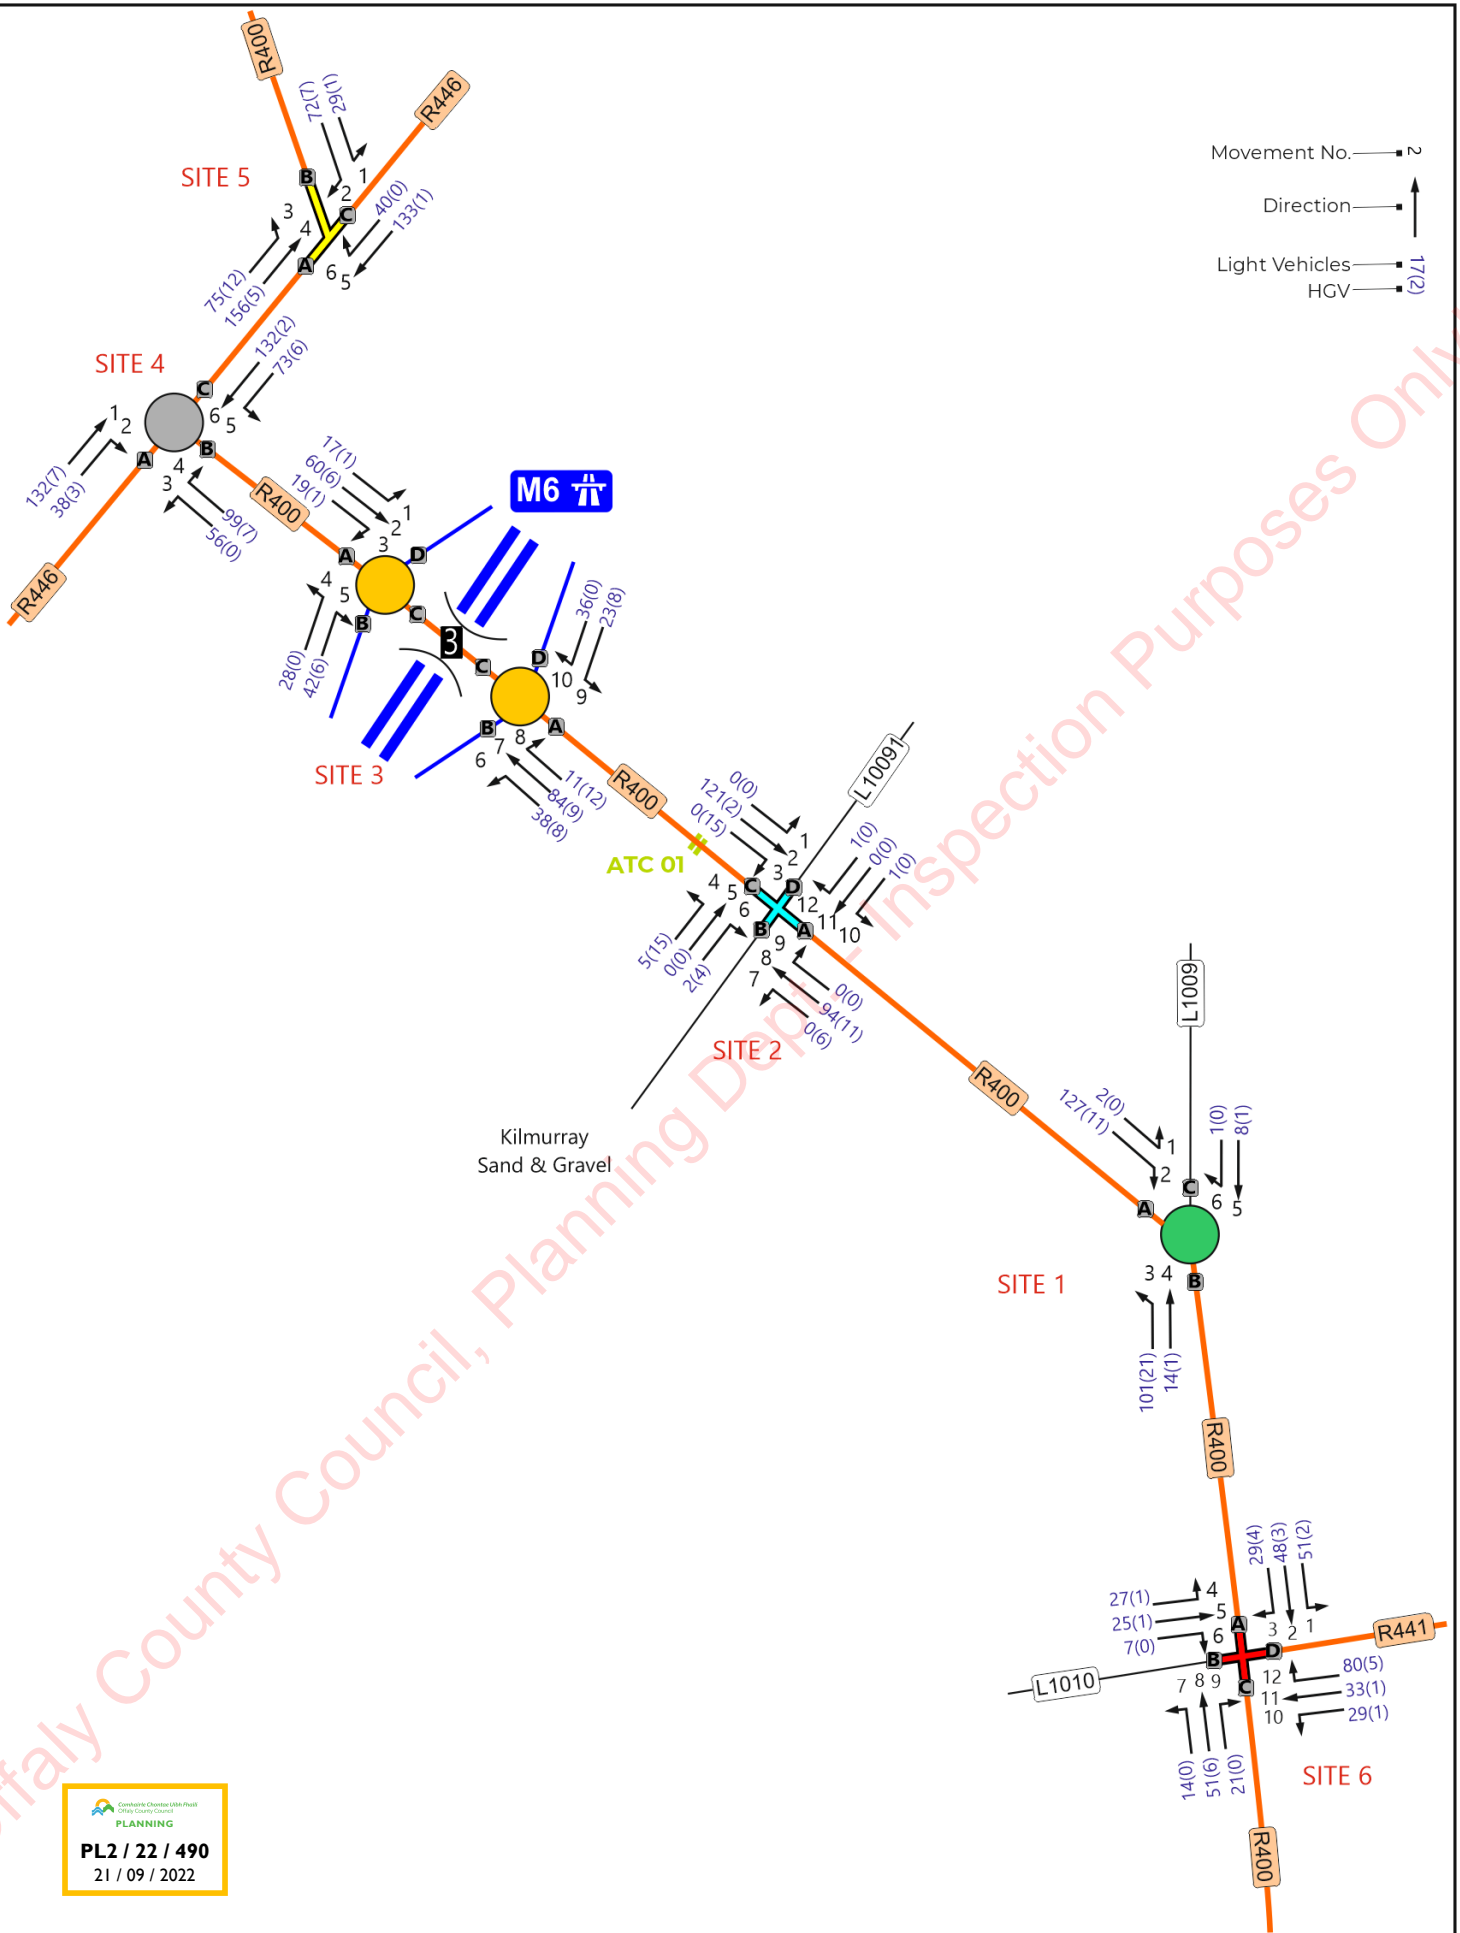 R400
R446
29(1)
72(7)
SITE 5
B
1
2
C
3
4
40(0)
133(1)
A
6
5
75(12)
156(5)
Movement No.
2
Direction
Light Vehicles
HGV
17(2)
SITE 4
132(2)
73(6)
C
6
5
1
2
A
B
4
3
132(7)
38(3)
99(7)
56(0)
R446
R400
17(1)
60(6)
19(1)
1
2
3
M6
A
D
4
5
B
C
28(0)
42(6)
3
C
D
36(0)
23(8)
10
9
B
A
8
7
6
SITE 3
11(12)
84(9)
38(8)
R400
ATC 01
L10091
0(0)
121(2)
0(15)
1
2
3
1(0)
0(0)
1(0)
4
5
6
C
D
12
11
10
B
A
9
8
7
5(15)
0(0)
2(4)
0(0)
94(11)
0(6)
SITE 2
Kilmurray
Sand & Gravel
R400
L1009
2(0)
127(11)
1
2
1(0)
8(1)
C
6
5
A
3
4
B
SITE 1
101(21)
14(1)
R400
29(4)
48(3)
51(2)
27(1)
25(1)
7(0)
4
5
6
A
3
2
1
B
D
R441
L1010
7
8
9
C
12
11
10
80(5)
33(1)
29(1)
14(0)
51(6)
21(0)
SITE 6
R400
Comhairle Chontae Uíbh Fhailí
Offaly County Council
PLANNING
PL2 / 22 / 490
21 / 09 / 2022
ffaly County Council, Planning Dept - Inspection Purposes Only